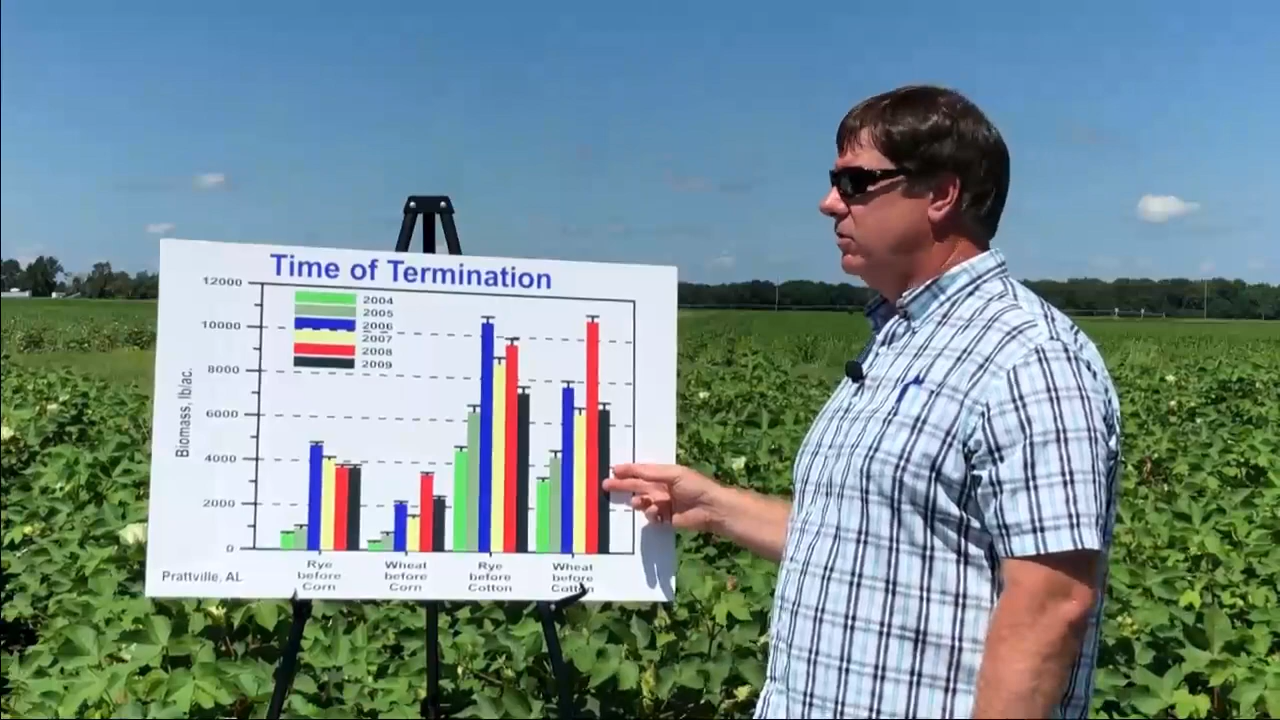 Time of Termination
12000
10000
8000
6000
4000
2000
0
Biomass, lb/ac.
2004
2005
2006
2007
2008
2009
Rye
before
Corn
Wheat
before
Corn
Rye
before
Cotton
Wheat
before
Cotton
Prattville, AL